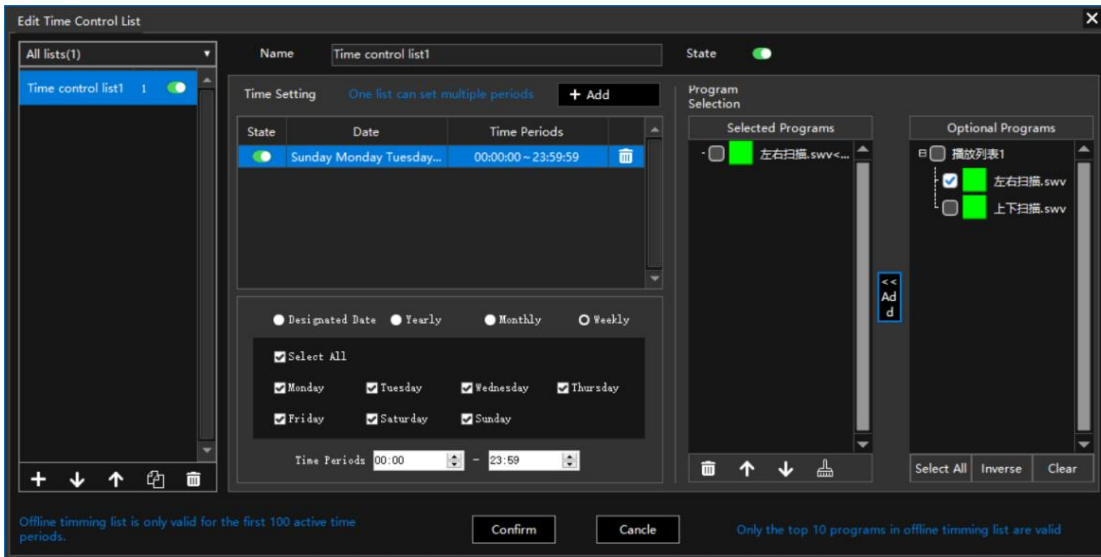 Edit Time Control List
All lists(1)
Time control list1 1
Name Time control list1
State
Time Setting One list can set multiple periods + Add
State Date Time Periods
Sunday Monday Tuesday... 00:00:00 ~ 23:59:59
Designated Date Yearly Monthly Weekly
Select All
Monday Tuesday Wednesday Thursday
Friday Saturday Sunday
Time Periods 00:00 - 23:59
Program
Selection
Selected Programs
左右扫描.swv<...
<<
Ad
d
Optional Programs
播放列表1
左右扫描.swv
上下扫描.swv
Select All Inverse Clear
Offline timming list is only valid for the first 100 active time
periods.
Confirm Cancle
Only the top 10 programs in offline timming list are valid